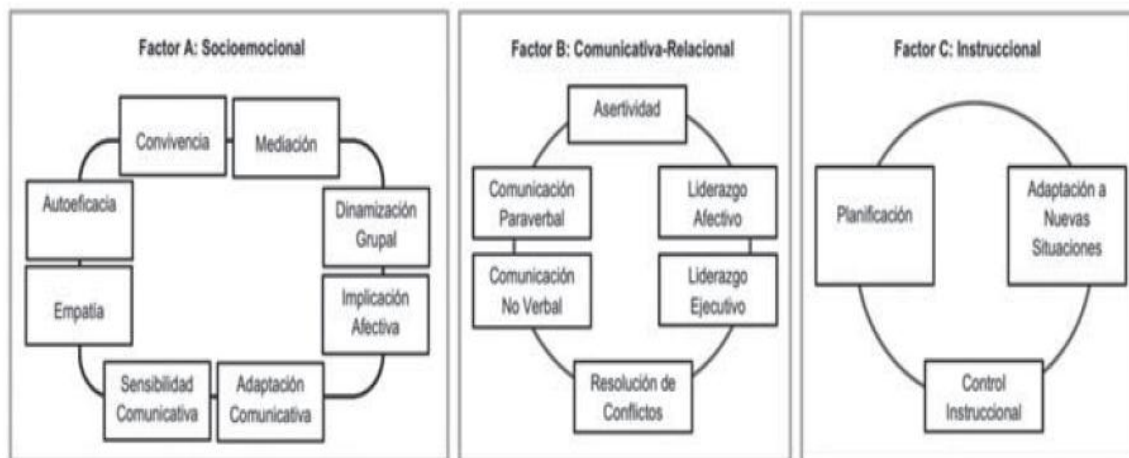 Factor A: Socioemocional
Convivencia
Mediación
Autoeficacia
Dinamización
Grupal
Empatía
Implicación
Afectiva
Sensibilidad
Comunicativa
Adaptación
Comunicativa
Factor B: Comunicativa-Relacional
Asertividad
Comunicación
Paraverbal
Liderazgo
Afectivo
Comunicación
No Verbal
Liderazgo
Ejecutivo
Resolución de
Conflictos
Factor C: Instruccional
Planificación
Adaptación a
Nuevas
Situaciones
Control
Instruccional